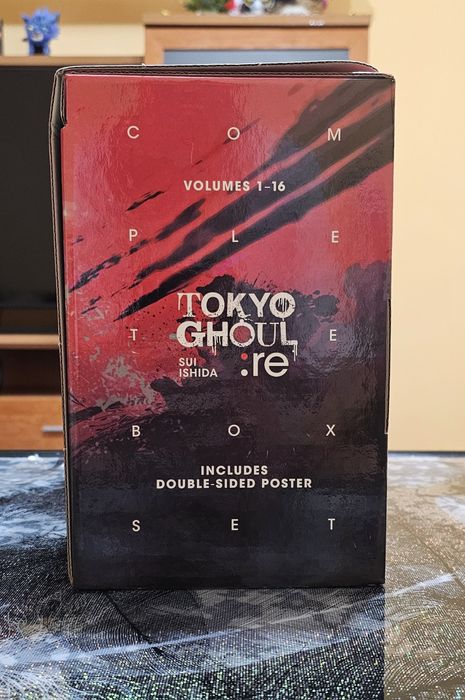 C O M
VOLUMES 1-16
P L E
TOKYO
T GHOUL E
SUI
ISHIDA :re
B O X
INCLUDES
DOUBLE-SIDED POSTER
S E T